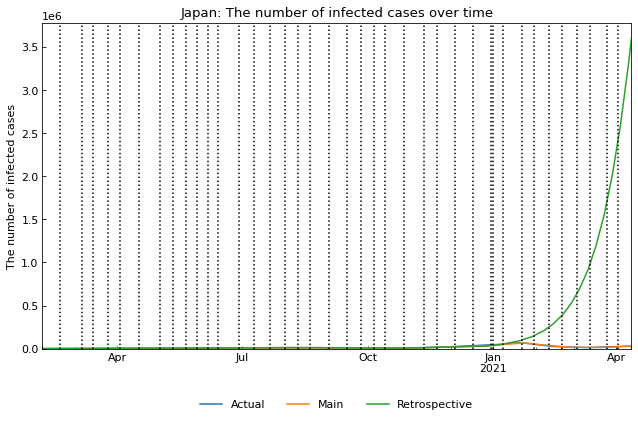 Japan: The number of infected cases over time
1e6
3.5
3.0
2.5
2.0
1.5
1.0
0.5
0.0
The number of infected cases
Apr Jul Oct Jan Apr
2021
Actual Main Retrospective